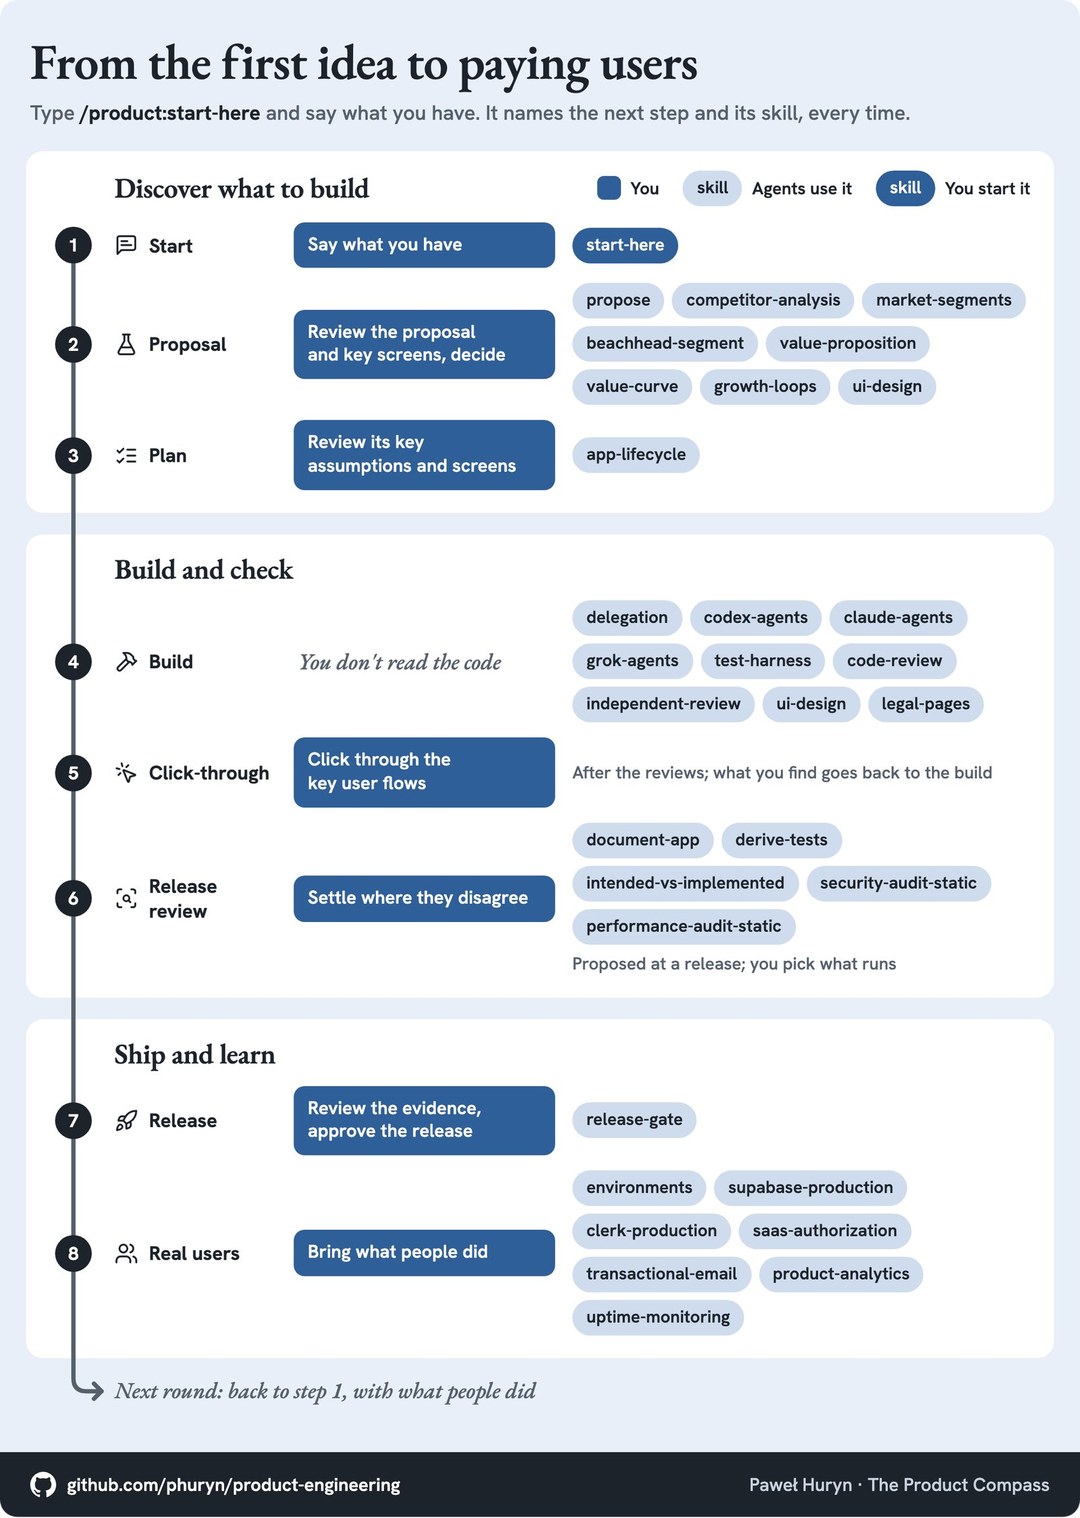 From the first idea to paying users
Type /product:start-here and say what you have. It names the next step and its skill, every time.
Discover what to build
You
skill Agents use it
skill You start it
1 Start
Say what you have
start-here
2 Proposal
Review the proposal
and key screens, decide
propose competitor-analysis market-segments
beachhead-segment value-proposition
value-curve growth-loops ui-design
3 Plan
Review its key
assumptions and screens
app-lifecycle
Build and check
4 Build
You don't read the code
delegation codex-agents claude-agents
grok-agents test-harness code-review
independent-review ui-design legal-pages
5 Click-through
Click through the
key user flows
After the reviews; what you find goes back to the build
6 Release
review
Settle where they disagree
document-app derive-tests
intended-vs-implemented security-audit-static
performance-audit-static
Proposed at a release; you pick what runs
Ship and learn
7 Release
Review the evidence,
approve the release
release-gate
8 Real users
Bring what people did
environments supabase-production
clerk-production saas-authorization
transactional-email product-analytics
uptime-monitoring
Next round: back to step 1, with what people did
github.com/phuryn/product-engineering
Paweł Huryn · The Product Compass